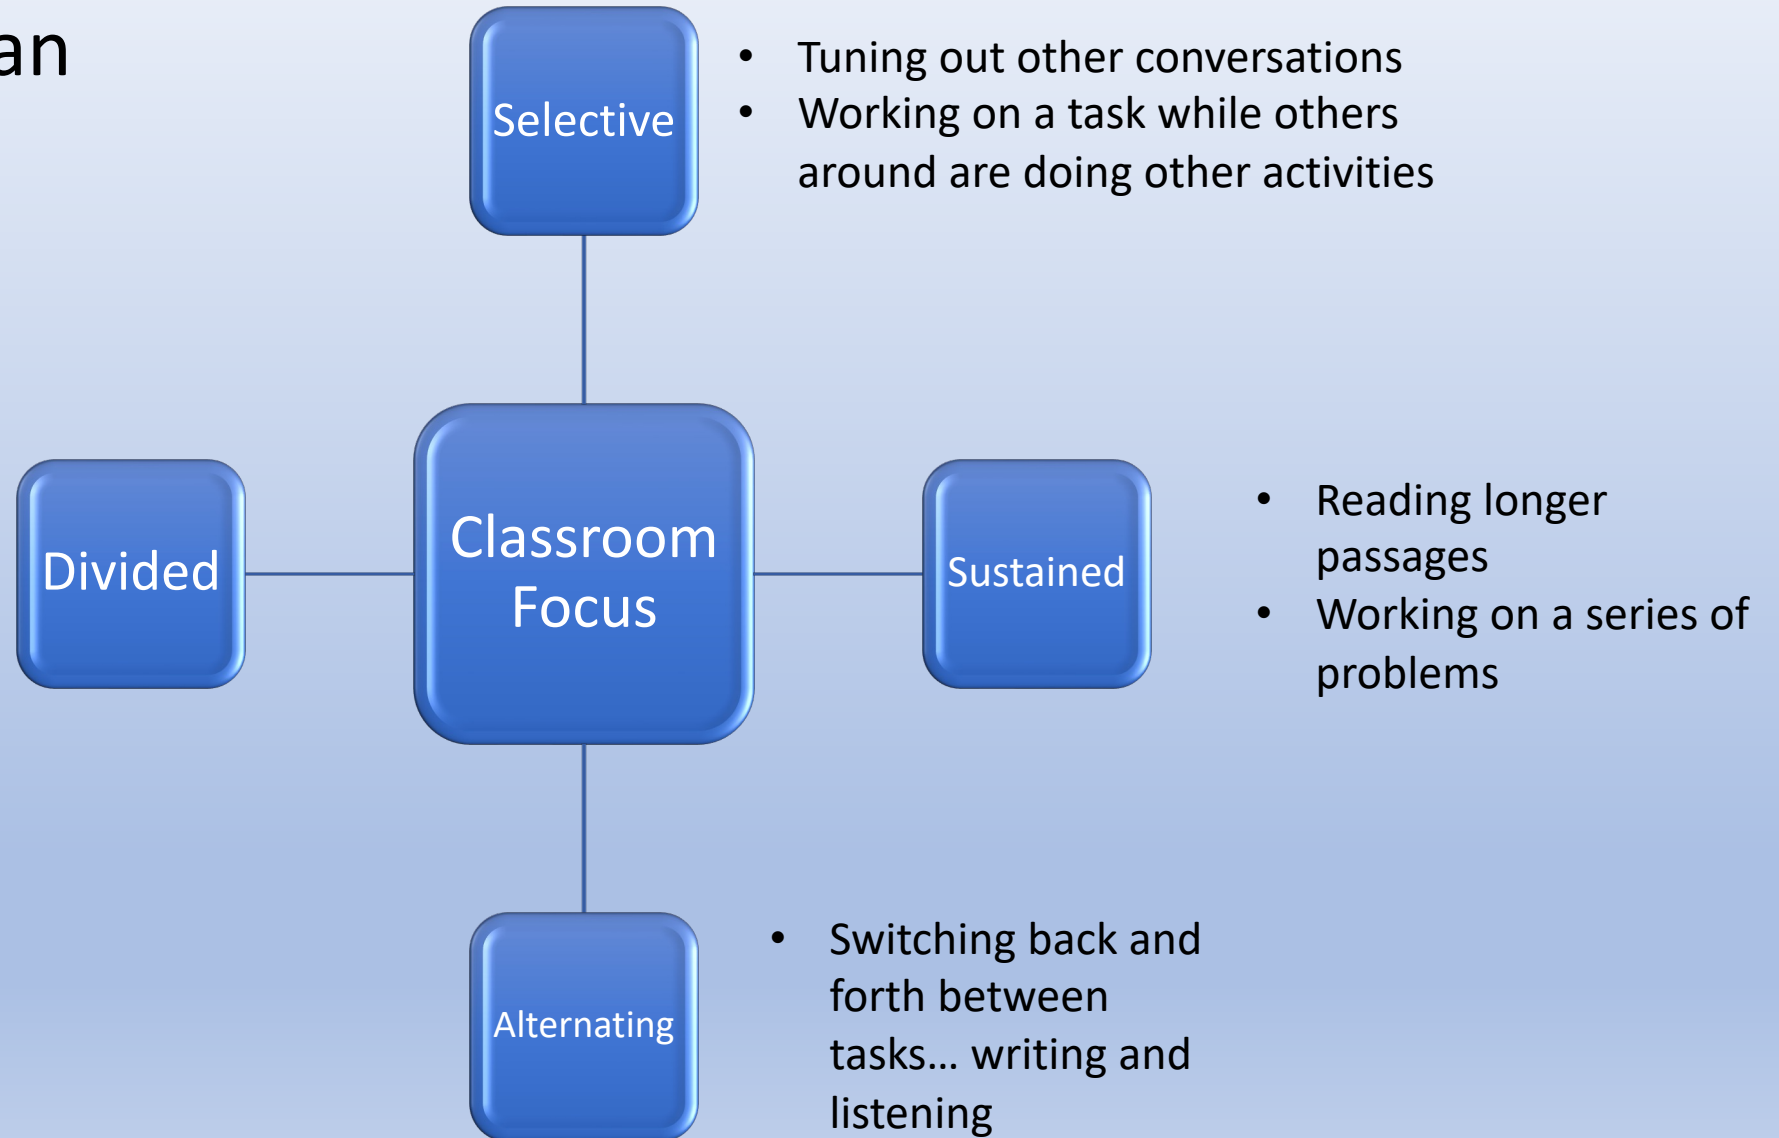 an
Selective
• Tuning out other conversations
• Working on a task while others
around are doing other activities
Divided
Classroom
Focus
Sustained
• Reading longer
passages
• Working on a series of
problems
Alternating
• Switching back and
forth between
tasks… writing and
listening